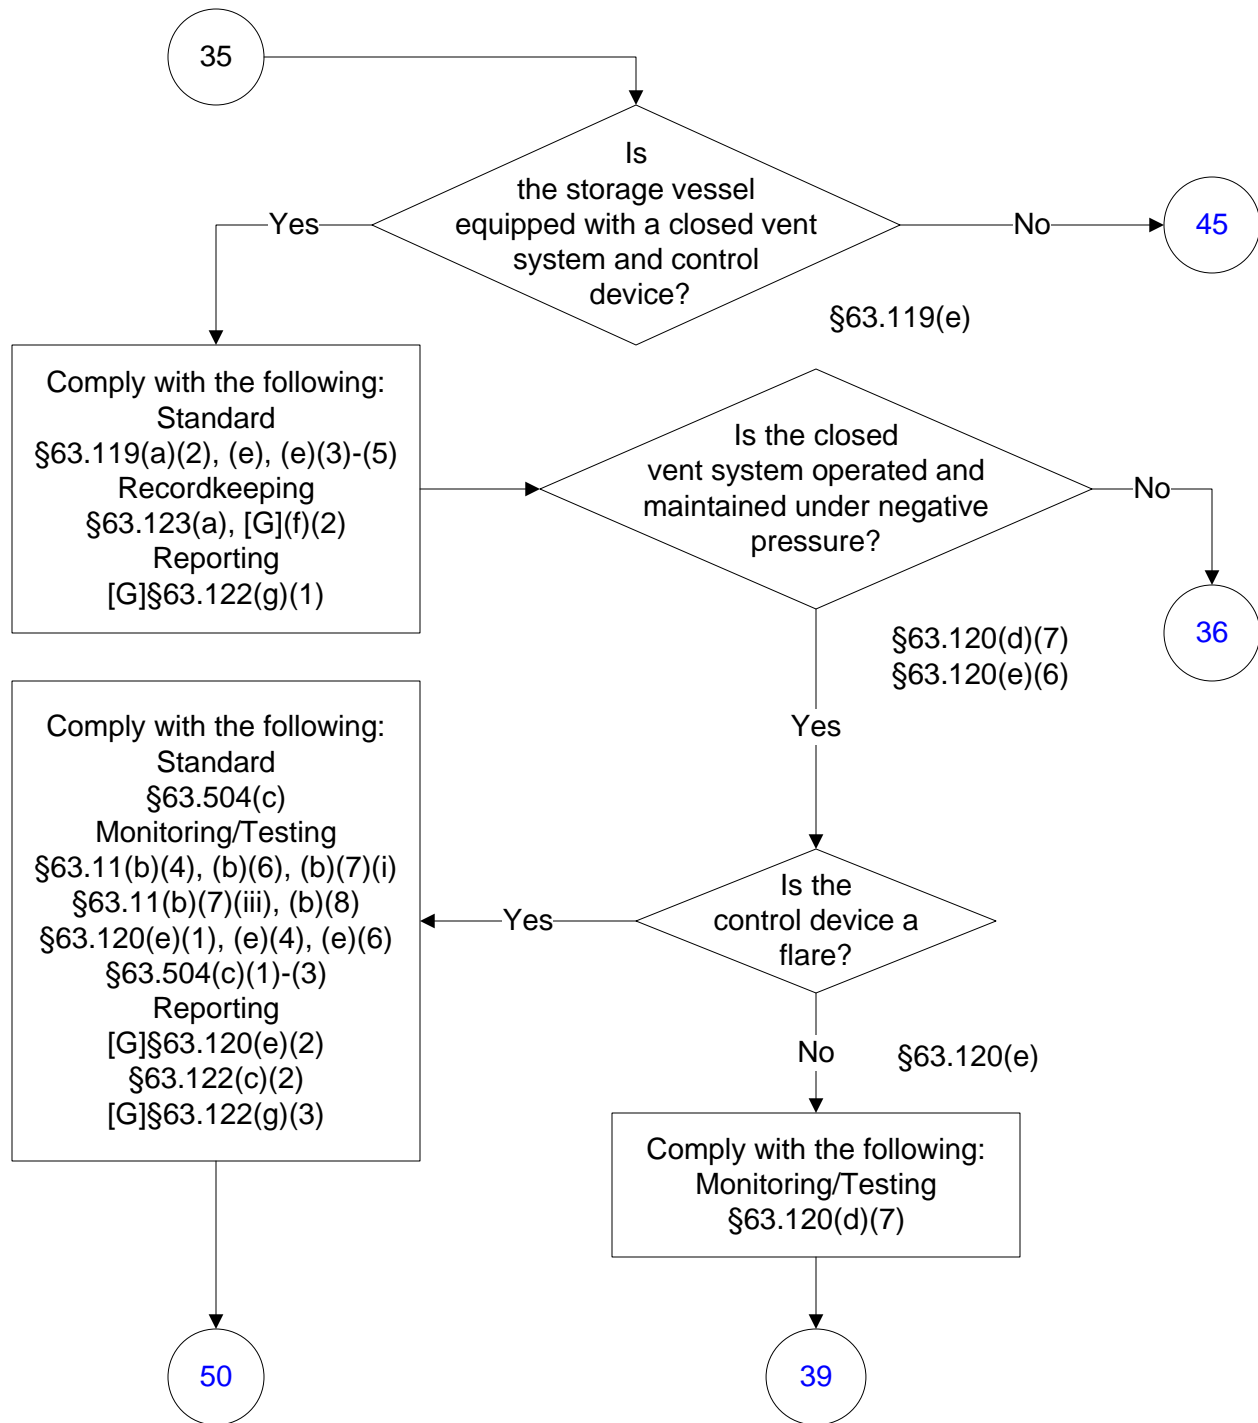 35
Is
the storage vessel
equipped with a closed vent
system and control
device?
Yes
No
45
§63.119(e)
Comply with the following:
Standard
§63.119(a)(2), (e), (e)(3)-(5)
Recordkeeping
§63.123(a), [G](f)(2)
Reporting
[G]§63.122(g)(1)
Is the closed
vent system operated and
maintained under negative
pressure?
No
36
§63.120(d)(7)
§63.120(e)(6)
Yes
Is the
control device a
flare?
Yes
Comply with the following:
Standard
§63.504(c)
Monitoring/Testing
§63.11(b)(4), (b)(6), (b)(7)(i)
§63.11(b)(7)(iii), (b)(8)
§63.120(e)(1), (e)(4), (e)(6)
§63.504(c)(1)-(3)
Reporting
[G]§63.120(e)(2)
§63.122(c)(2)
[G]§63.122(g)(3)
No
§63.120(e)
Comply with the following:
Monitoring/Testing
§63.120(d)(7)
50
39